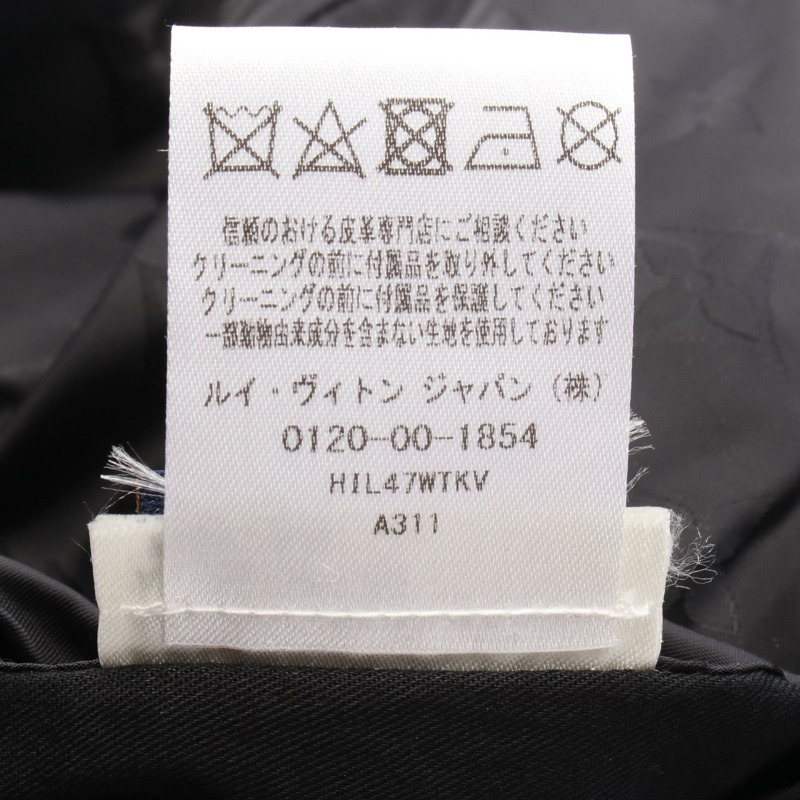 信頼のおける皮革専門店にご相談ください
クリーニングの前に付属品を取り外してください
クリーニングの前に付属品を保護してください
一部動物由来成分を含まない生地を使用しております
ルイ・ヴィトン ジャパン (株)
0120-00-1854
HIL47WTKV
A311